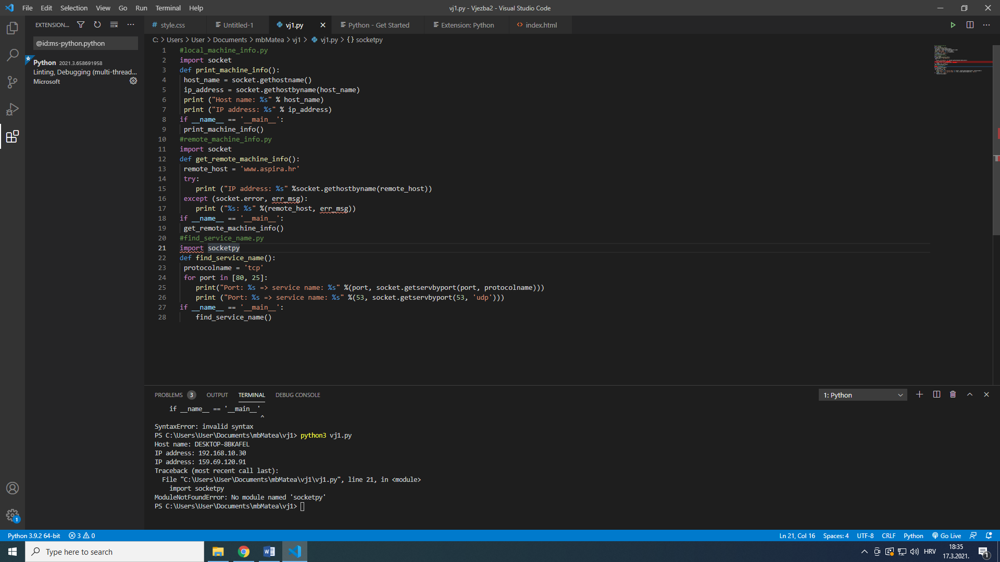 File Edit Selection View Go Run Terminal Help
vj1.py - Vjezba2 - Visual Studio Code
EXTENSION...
@id:ms-python.python
Python 2021.3.658691958
Linting, Debugging (multi-thread...
Microsoft
style.css Untitled-1 vj1.py Python - Get Started Extension: Python index.html
C: > Users > User > Documents > mbMatea > vj1 > vj1.py > {} socketpy
1 #local_machine_info.py
2 import socket
3 def print_machine_info():
4 host_name = socket.gethostname()
5 ip_address = socket.gethostbyname(host_name)
6 print ("Host name: %s" % host_name)
7 print ("IP address: %s" % ip_address)
8 if __name__ == '__main__':
9 print_machine_info()
10 #remote_machine_info.py
11 import socket
12 def get_remote_machine_info():
13 remote_host = 'www.aspira.hr'
14 try:
15 print ("IP address: %s" %socket.gethostbyname(remote_host))
16 except (socket.error, err_msg):
17 print ("%s: %s" %(remote_host, err_msg))
18 if __name__ == '__main__':
19 get_remote_machine_info()
20 #find_service_name.py
21 import socketpy
22 def find_service_name():
23 protocolname = 'tcp'
24 for port in [80, 25]:
25 print("Port: %s => service name: %s" %(port, socket.getservbyport(port, protocolname)))
26 print ("Port: %s => service name: %s" %(53, socket.getservbyport(53, 'udp')))
27 if __name__ == '__main__':
28 find_service_name()
PROBLEMS 3 OUTPUT TERMINAL DEBUG CONSOLE
1: Python
if __name__ == '__main__'
^
SyntaxError: invalid syntax
PS C:\Users\User\Documents\mbMatea\vj1> python3 vj1.py
Host name: DESKTOP-8BKAFEL
IP address: 192.168.10.30
IP address: 159.69.120.91
Traceback (most recent call last):
File "C:\Users\User\Documents\mbMatea\vj1\vj1.py", line 21, in <module>
import socketpy
ModuleNotFoundError: No module named 'socketpy'
PS C:\Users\User\Documents\mbMatea\vj1>
1
Python 3.9.2 64-bit 3 0
Ln 21, Col 16 Spaces: 4 UTF-8 CRLF Python Go Live
Type here to search
HRV
18:35
17.3.2021.
1